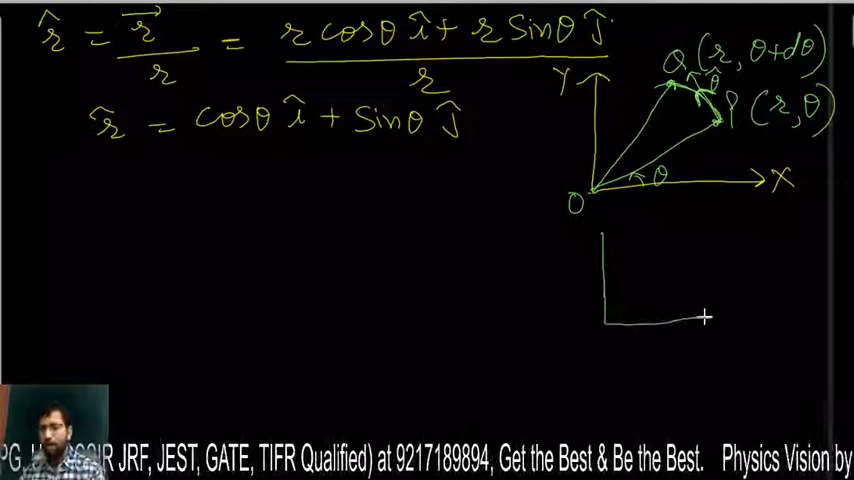 r̂ = r⃗ / r = r cosθ î + r Sinθ ĵ / r
r̂ = cosθ î + Sinθ ĵ
Y
Q (r, θ+dθ)
θ̂
P (r, θ)
θ
X
O
JRF, JEST, GATE, TIFR Qualified) at 9217189894, Get the Best & Be the Best. Physics Vision by